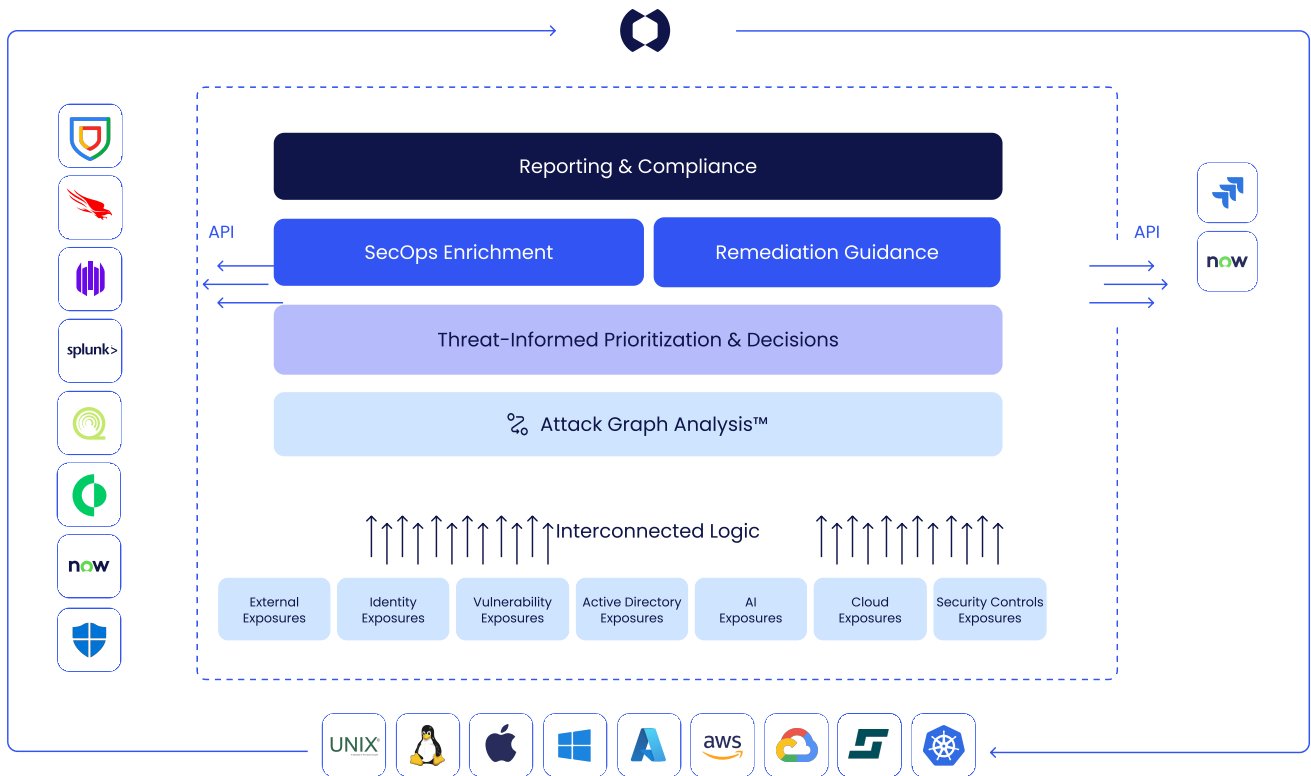 Reporting & Compliance
API
SecOps Enrichment
Remediation Guidance
API
now
splunk>
Threat-Informed Prioritization & Decisions
Attack Graph Analysis™
Interconnected Logic
now
External
Exposures
Identity
Exposures
Vulnerability
Exposures
Active Directory
Exposures
AI
Exposures
Cloud
Exposures
Security Controls
Exposures
UNIX®
aws